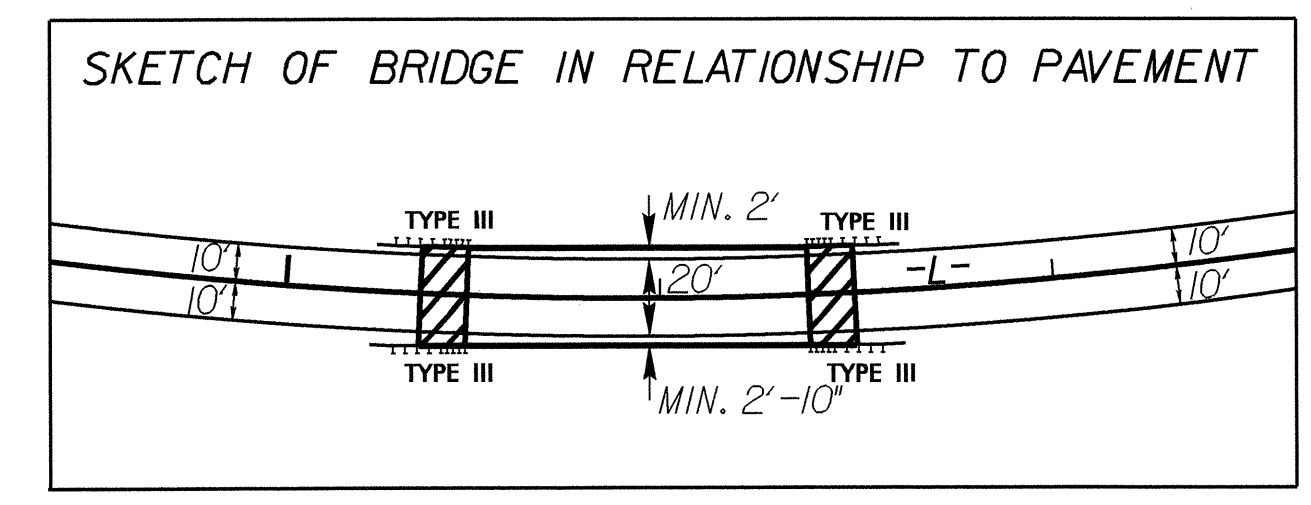 SKETCH OF BRIDGE IN RELATIONSHIP TO PAVEMENT
MIN. 2'
TYPE III
TYPE III
10'
10'
20'
-L-
10'
10'
TYPE III
TYPE III
MIN. 2'-10"